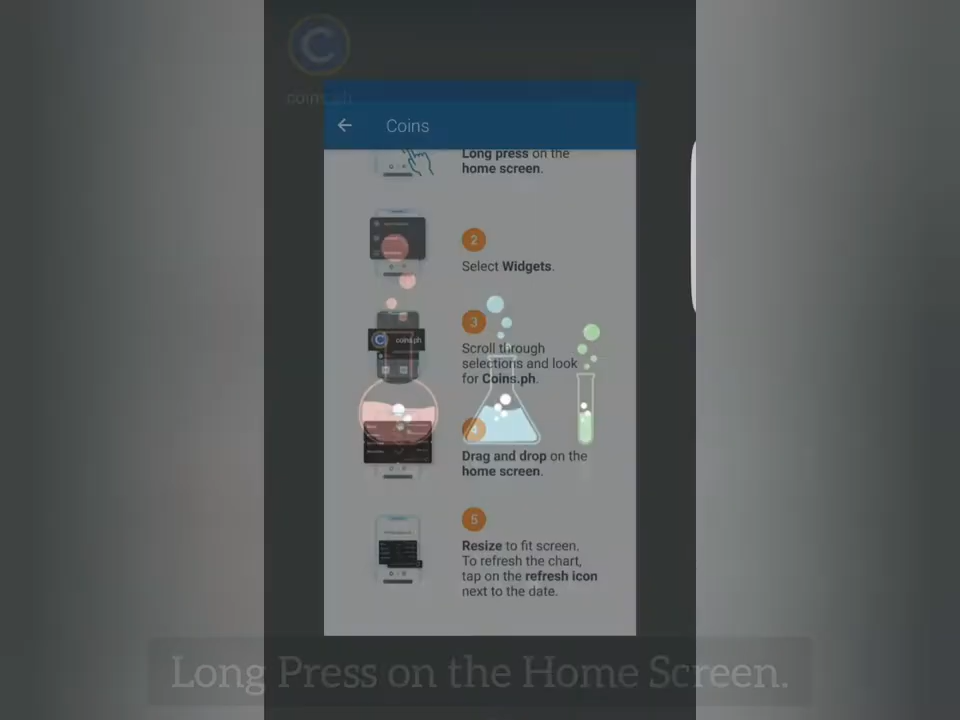 coins.ph
Coins
Long press on the
home screen.
2
Select Widgets.
3
Scroll through
selections and look
for Coins.ph.
coins.ph
4
Drag and drop on the
home screen.
5
Resize to fit screen.
To refresh the chart,
tap on the refresh icon
next to the date.
Long Press on the Home Screen.